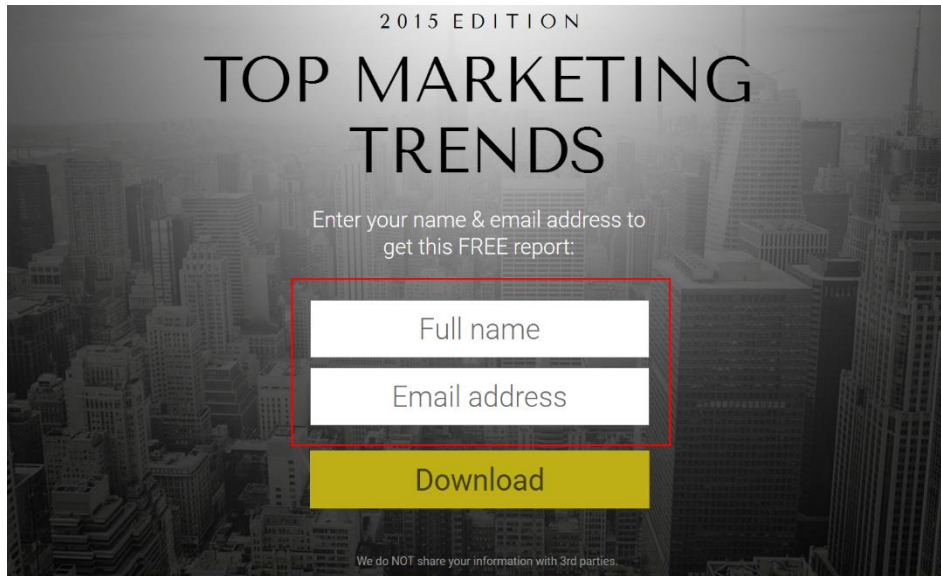 2015 EDITION
TOP MARKETING
TRENDS
Enter your name & email address to
get this FREE report:
Full name
Email address
Download
We do NOT share your information with 3rd parties.